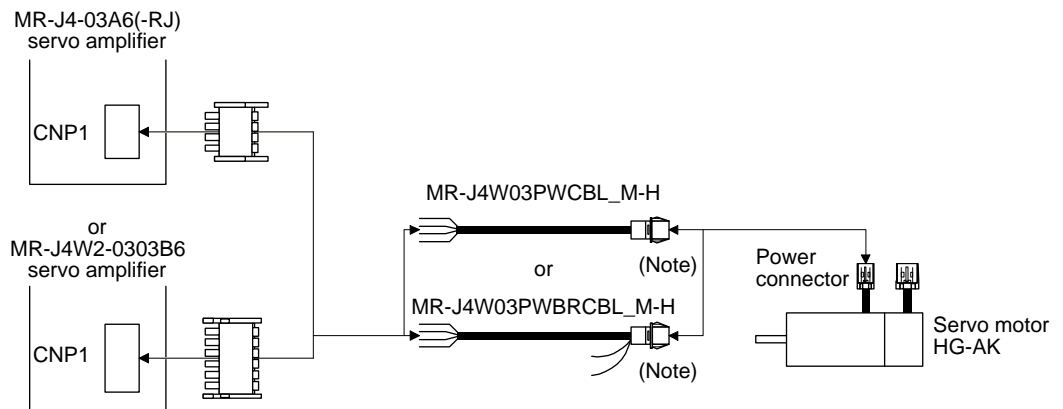 MR-J4-03A6(-RJ)
servo amplifier
CNP1
or
MR-J4W2-0303B6
servo amplifier
CNP1
MR-J4W03PWCBL_M-H
(Note)
or
MR-J4W03PWBRCBL_M-H
(Note)
Power
connector
Servo motor
HG-AK